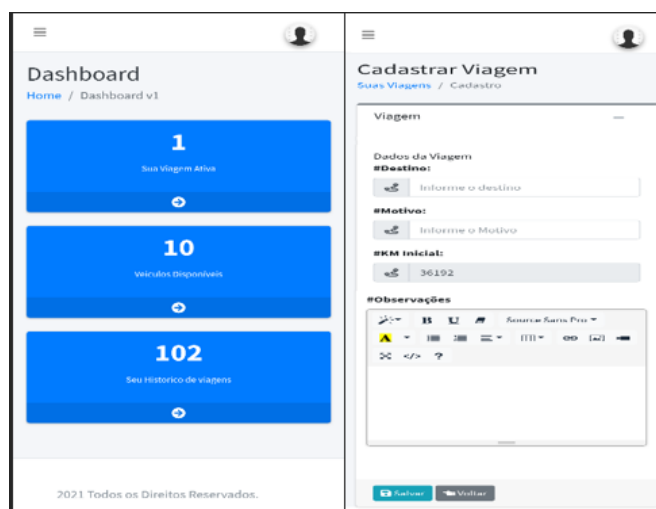 Dashboard
Home / Dashboard v1
1
Sua Viagem Ativa
10
Veiculos Disponíveis
102
Seu Historico de viagens
2021 Todos os Direitos Reservados.
Cadastrar Viagem
Suas Viagens / Cadastro
Viagem
Dados da Viagem
#Destino:
Informe o destino
#Motivo:
Informe o Motivo
#KM Inicial:
36192
#Observações
B U Source Sans Pro
A
</> ?
Salvar Voltar